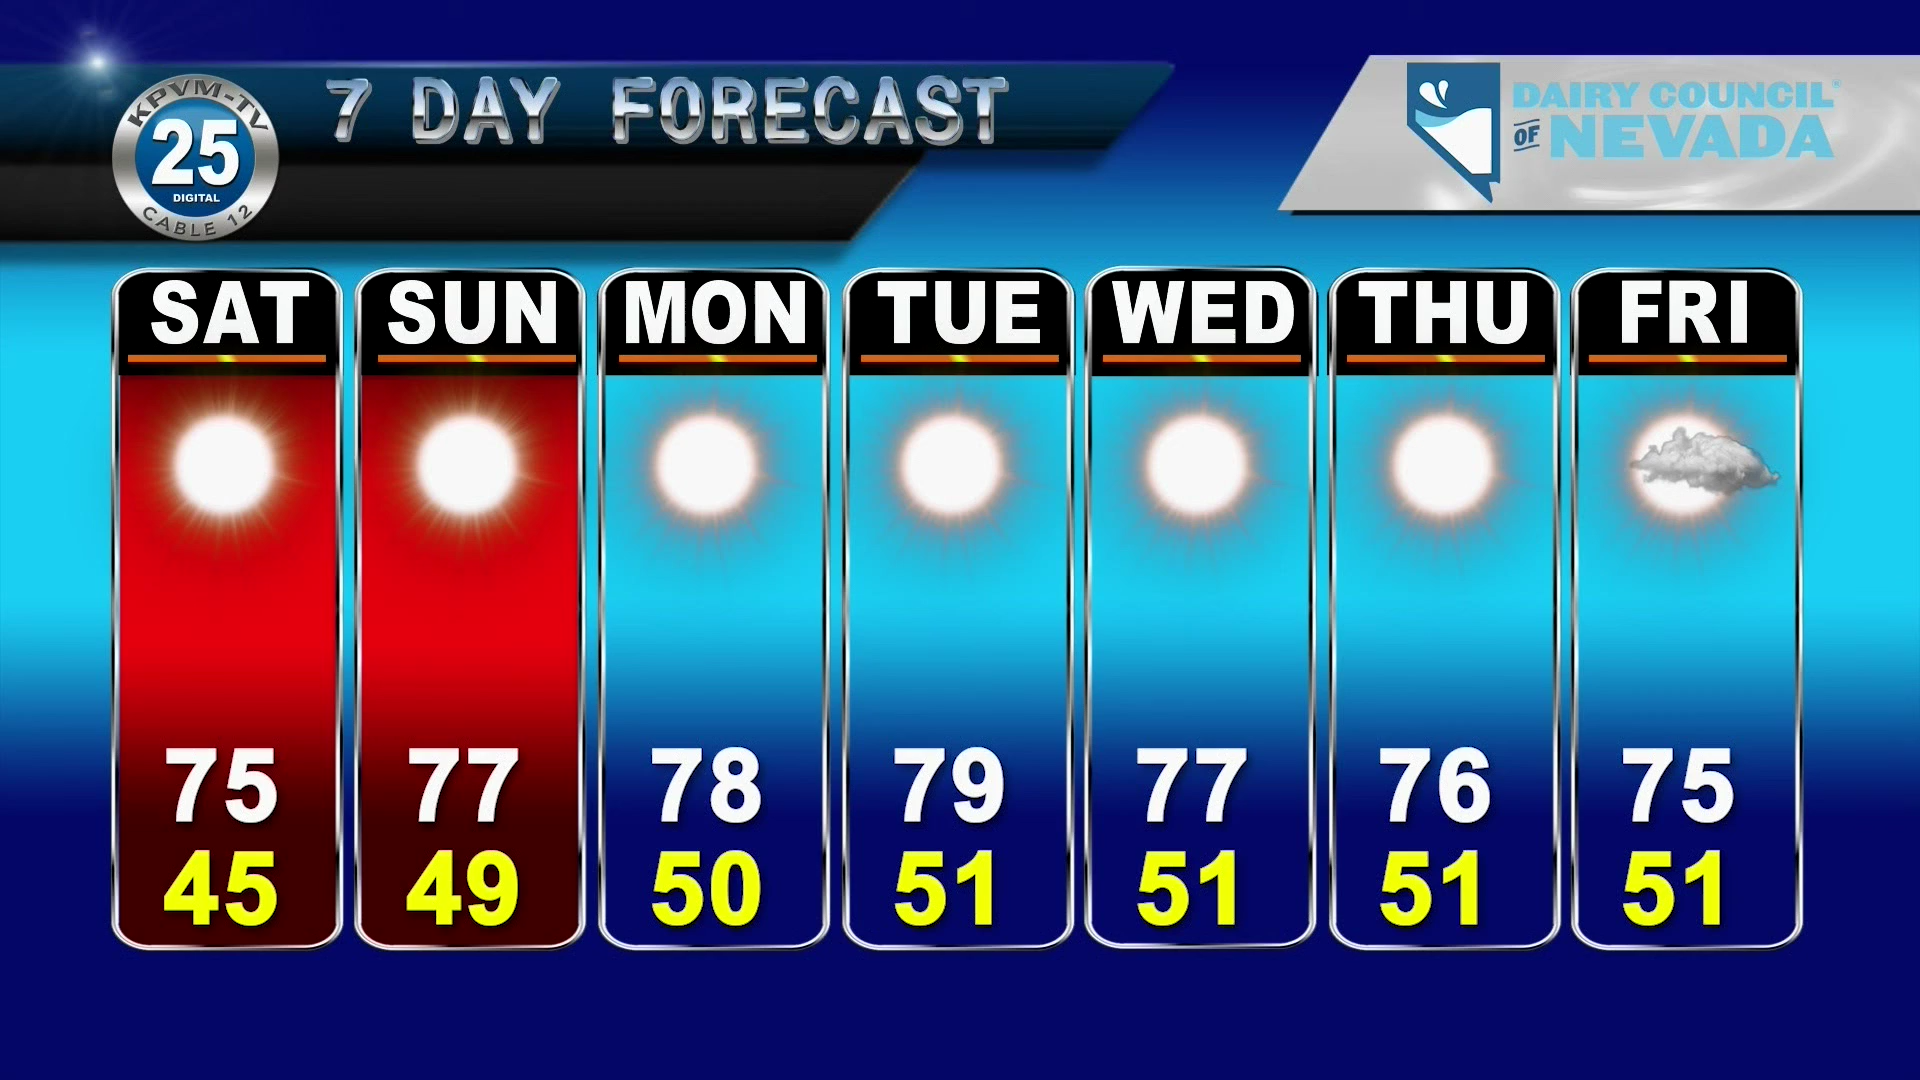 KPVM-TV
25
DIGITAL
CABLE 12
7 DAY FORECAST
DAIRY COUNCIL®
OF NEVADA
SAT SUN MON TUE WED THU FRI
75 77 78 79 77 76 75
45 49 50 51 51 51 51